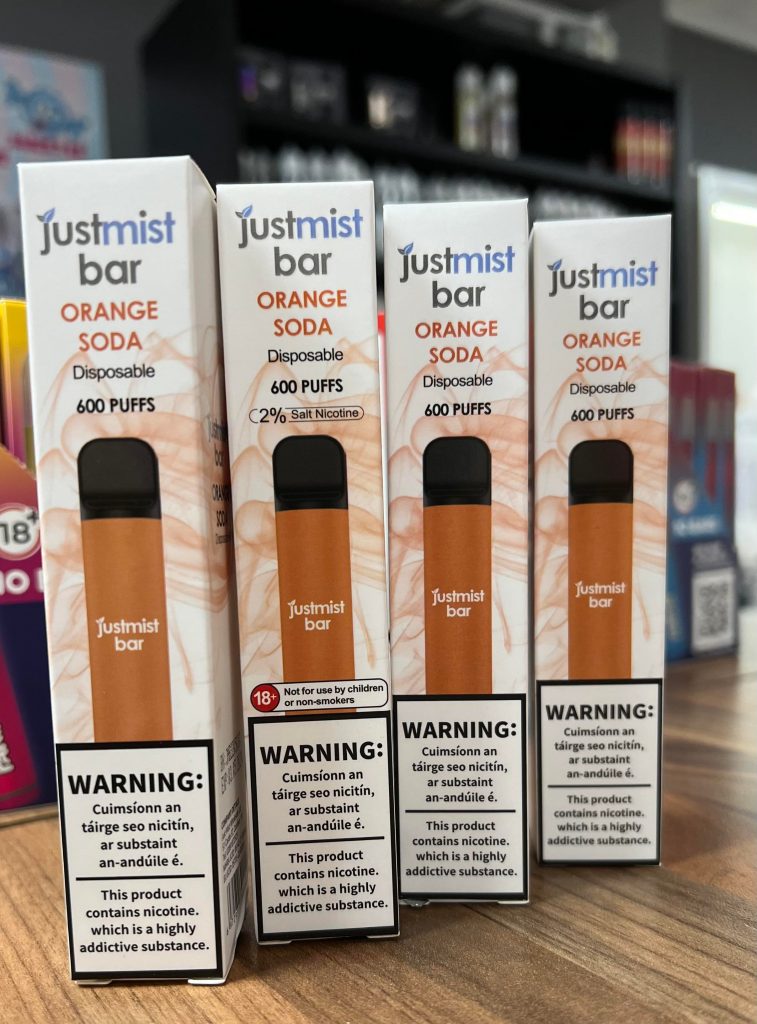 justmist
bar
ORANGE
SODA
Disposable
600 PUFFS
justmist
bar
WARNING:
Cuimsíonn an
táirge seo nicitín,
ar substaint
an-andúile é.
This product
contains nicotine.
which is a highly
addictive substance.
justmist
bar
ORANGE
SODA
Disposable
600 PUFFS
2% Salt Nicotine
justmist
bar
18+
Not for use by children
or non-smokers
WARNING:
Cuimsíonn an
táirge seo nicitín,
ar substaint
an-andúile é.
This product
contains nicotine.
which is a highly
addictive substance.
justmist
bar
ORANGE
SODA
Disposable
600 PUFFS
justmist
bar
WARNING:
Cuimsíonn an
táirge seo nicitín,
ar substaint
an-andúile é.
This product
contains nicotine.
which is a highly
addictive substance.
justmist
bar
ORANGE
SODA
Disposable
600 PUFFS
justmist
bar
WARNING:
Cuimsíonn an
táirge seo nicitín,
ar substaint
an-andúile é.
This product
contains nicotine.
which is a highly
addictive substance.
18+